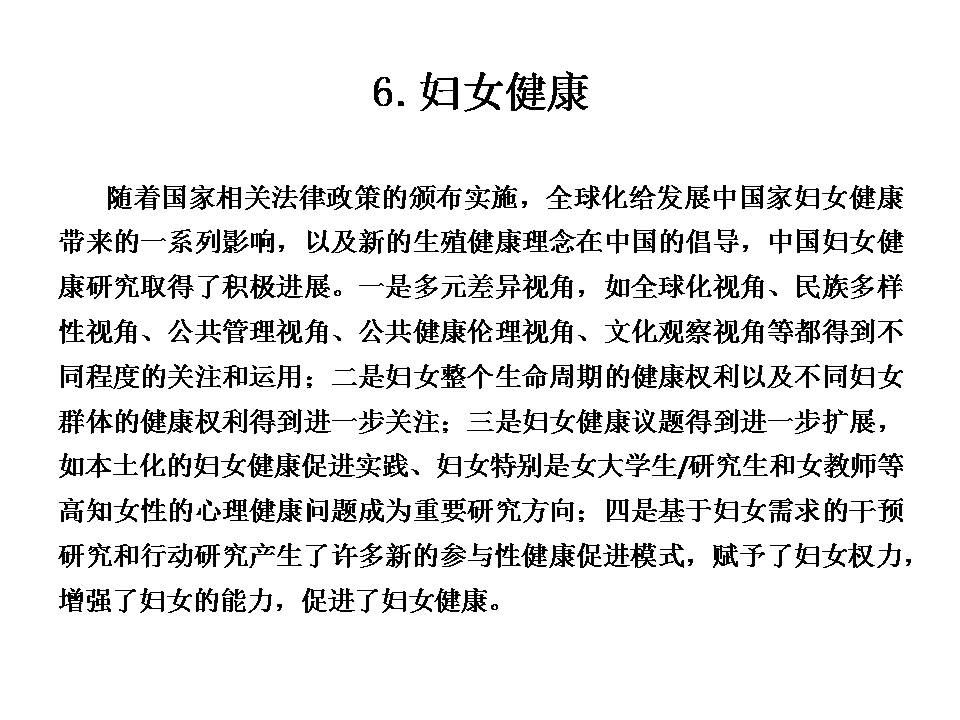 6. 妇女健康
随着国家相关法律政策的颁布实施，全球化给发展中国家妇女健康
带来的一系列影响，以及新的生殖健康理念在中国的倡导，中国妇女健
康研究取得了积极进展。一是多元差异视角，如全球化视角、民族多样
性视角、公共管理视角、公共健康伦理视角、文化观察视角等都得到不
同程度的关注和运用；二是妇女整个生命周期的健康权利以及不同妇女
群体的健康权利得到进一步关注；三是妇女健康议题得到进一步扩展，
如本土化的妇女健康促进实践、妇女特别是女大学生/研究生和女教师等
高知女性的心理健康问题成为重要研究方向；四是基于妇女需求的干预
研究和行动研究产生了许多新的参与性健康促进模式，赋予了妇女权力，
增强了妇女的能力，促进了妇女健康。